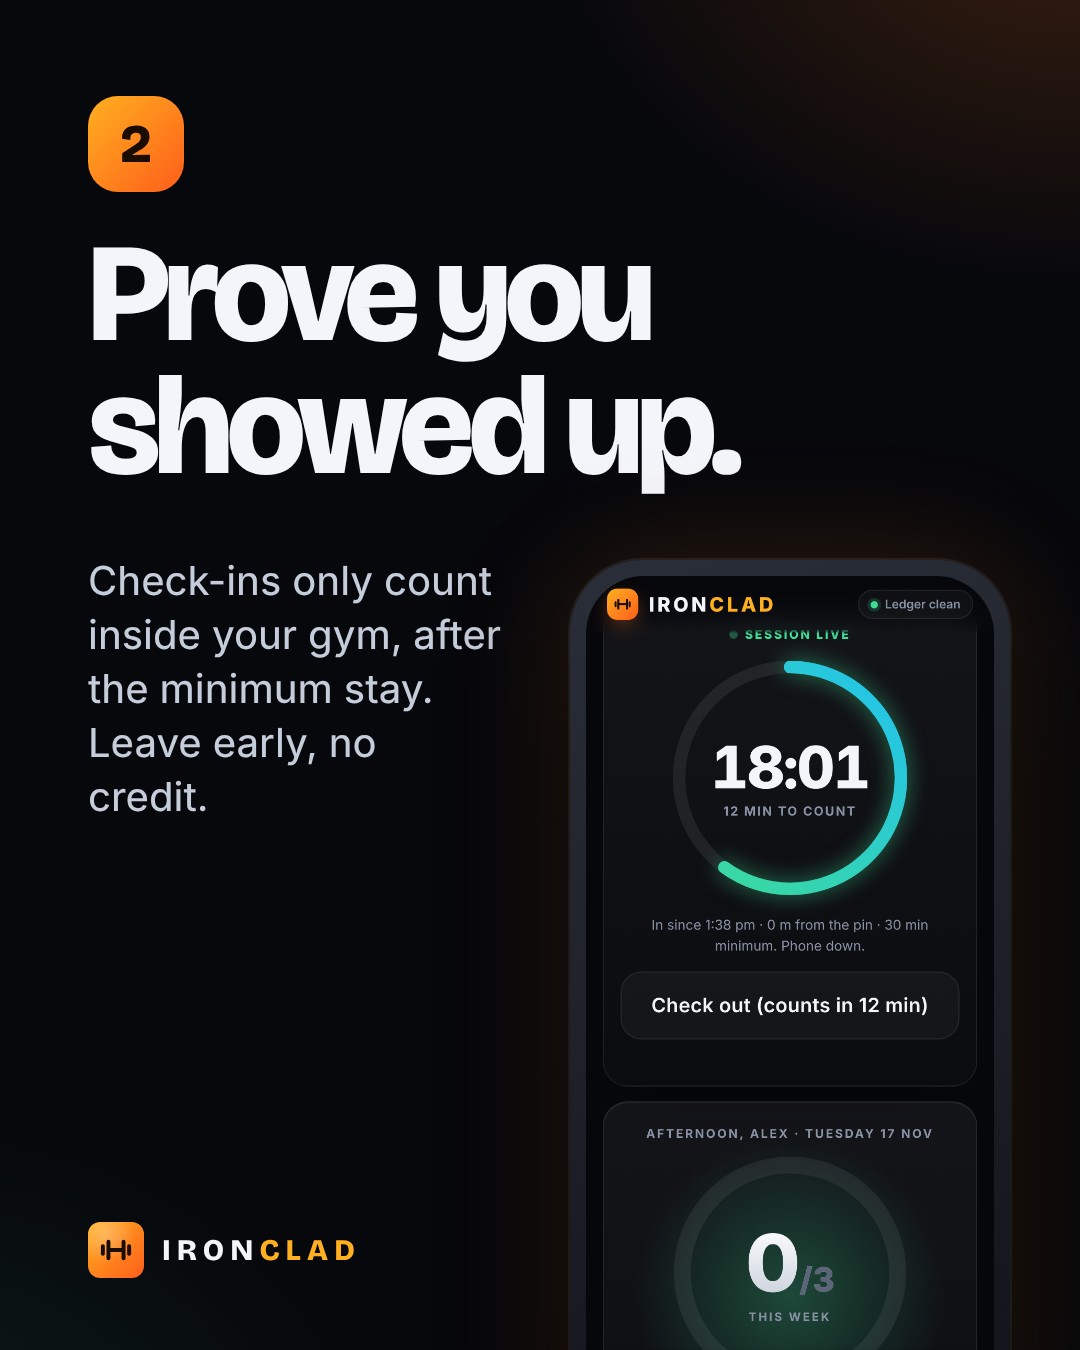 2
Prove you
showed up.
Check-ins only count
inside your gym, after
the minimum stay.
Leave early, no
credit.
IRONCLAD
Ledger clean
SESSION LIVE
18:01
12 MIN TO COUNT
In since 1:38 pm · 0 m from the pin · 30 min
minimum. Phone down.
Check out (counts in 12 min)
AFTERNOON, ALEX · TUESDAY 17 NOV
0/3
THIS WEEK
IRONCLAD